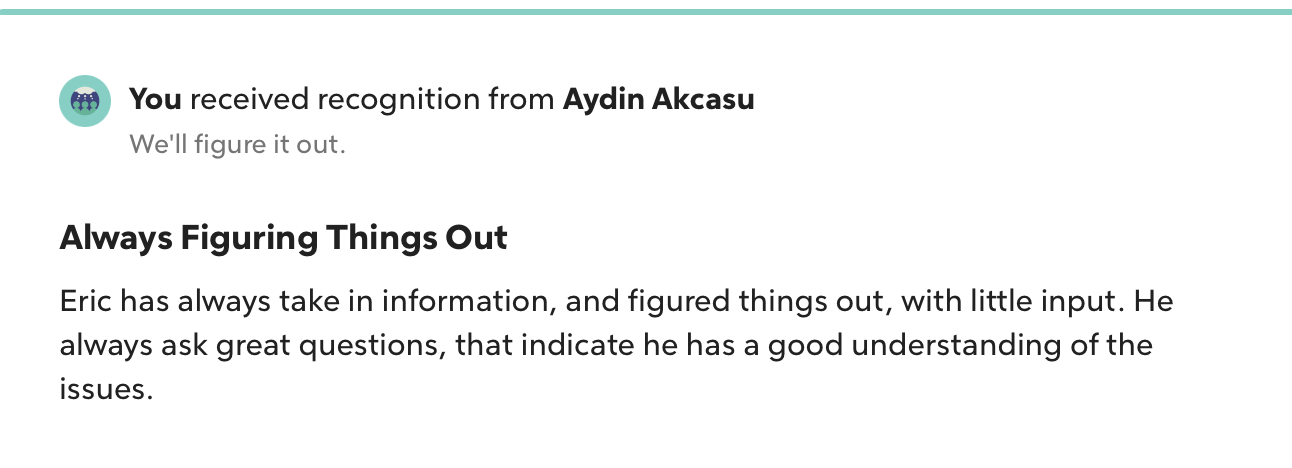 You received recognition from Aydin Akcasu
We'll figure it out.
Always Figuring Things Out
Eric has always take in information, and figured things out, with little input. He
always ask great questions, that indicate he has a good understanding of the
issues.